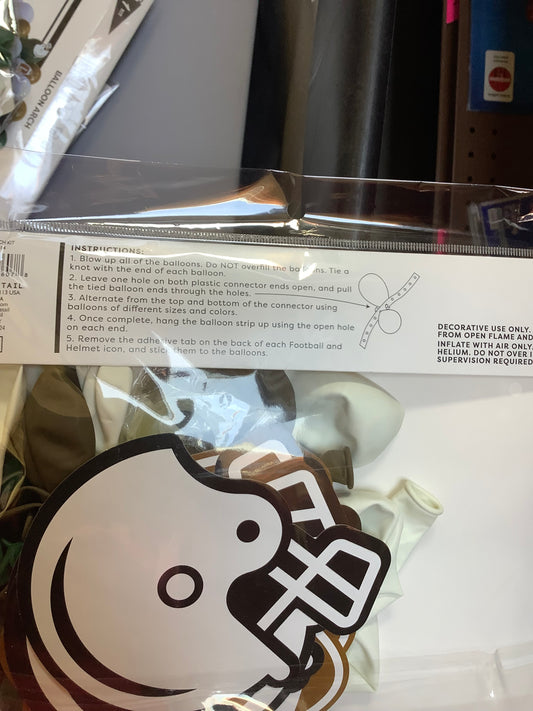 BALLOON ARCH
INSTRUCTIONS:
1. Blow up all of the balloons. Do NOT overfill the balloons. Tie a
knot with the end of each balloon.
2. Leave one hole on both plastic connector ends open, and pull
the tied balloon ends through the holes.
3. Alternate from the top and bottom of the connector using
balloons of different sizes and colors.
4. Once complete, hang the balloon strip up using the open hole
on each end.
5. Remove the adhesive tab on the back of each Football and
Helmet icon, and stick them to the balloons.
TAIL
USA
DECORATIVE USE ONLY.
FROM OPEN FLAME AND
INFLATE WITH AIR ONLY.
HELIUM. DO NOT OVER I
SUPERVISION REQUIRED